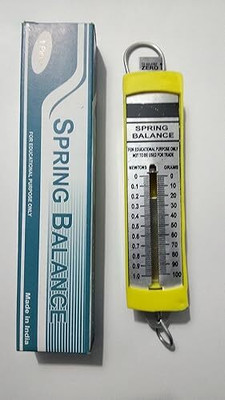 SPRING BALANCE
FOR EDUCATIONAL PURPOSE ONLY
Made in India
ZERO
SPRING
BALANCE
FOR EDUCATIONAL PURPOSE ONLY
NOT TO BE USED FOR TRADE
NEWTONS GRAMS
0 0
0.1 10
0.2 20
0.3 30
0.4 40
0.5 50
0.6 60
0.7 70
0.8 80
0.9 90
1.0 100